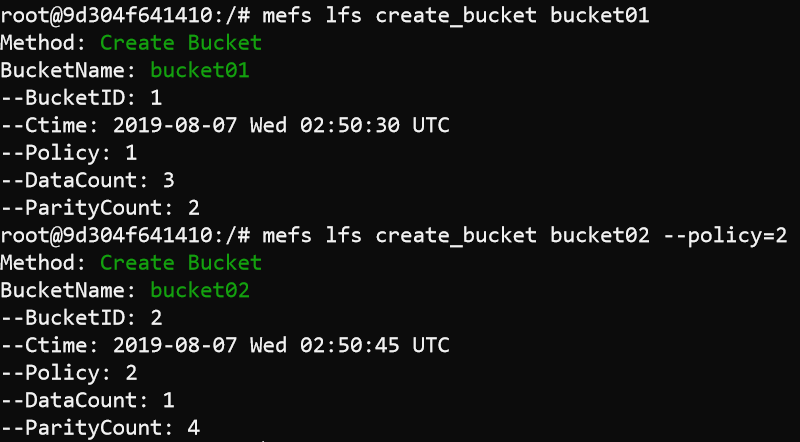 root@9d304f641410:/# mefs lfs create_bucket bucket01
Method: Create Bucket
BucketName: bucket01
--BucketID: 1
--Ctime: 2019-08-07 Wed 02:50:30 UTC
--Policy: 1
--DataCount: 3
--ParityCount: 2
root@9d304f641410:/# mefs lfs create_bucket bucket02 --policy=2
Method: Create Bucket
BucketName: bucket02
--BucketID: 2
--Ctime: 2019-08-07 Wed 02:50:45 UTC
--Policy: 2
--DataCount: 1
--ParityCount: 4